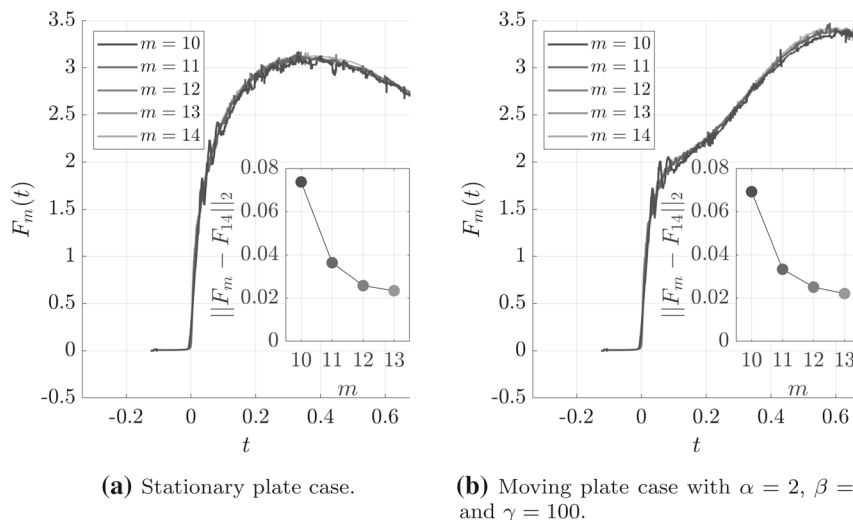 3.5
3
2.5
2
1.5
1
0.5
0
-0.5
F_m(t)
m = 10
m = 11
m = 12
m = 13
m = 14
0.08
0.06
0.04
0.02
0
||F_m − F_14||_2
10 11 12 13
m
-0.2 0 0.2 0.4 0.6
t
(a) Stationary plate case.
3.5
3
2.5
2
1.5
1
0.5
0
-0.5
F_m(t)
m = 10
m = 11
m = 12
m = 13
m = 14
0.08
0.06
0.04
0.02
0
||F_m − F_14||_2
10 11 12 13
m
-0.2 0 0.2 0.4 0.6
t
(b) Moving plate case with α = 2, β =
and γ = 100.